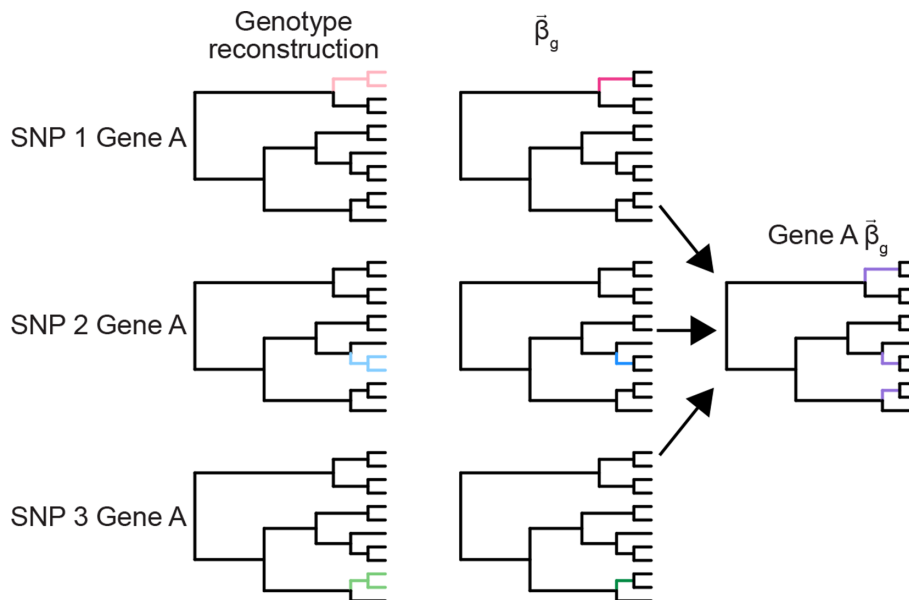 Genotype
reconstruction
β⃗g
SNP 1 Gene A
Gene A β⃗g
SNP 2 Gene A
SNP 3 Gene A